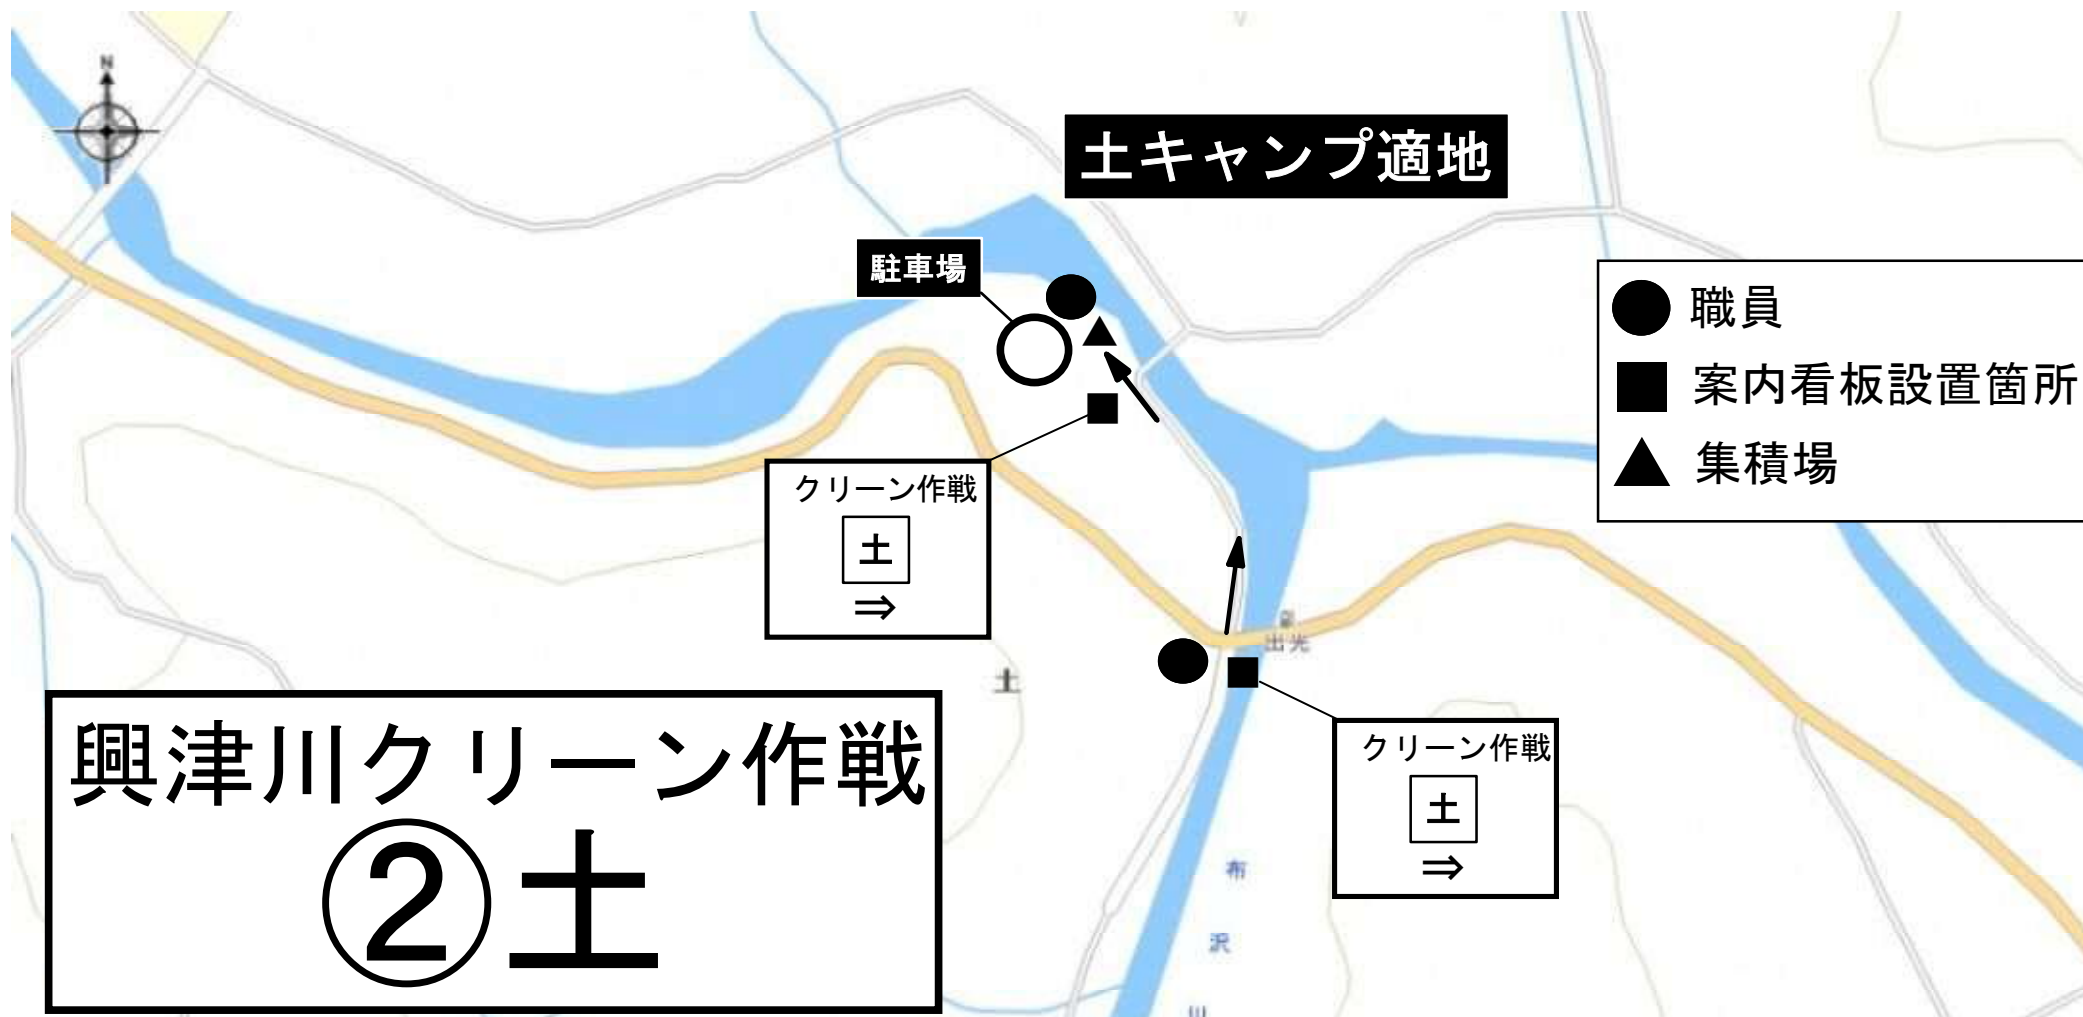 N
土キャンプ適地
駐車場
職員
案内看板設置箇所
集積場
クリーン作戦
土
⇒
出光
土
クリーン作戦
土
⇒
興津川クリーン作戦
②土
布
沢
川